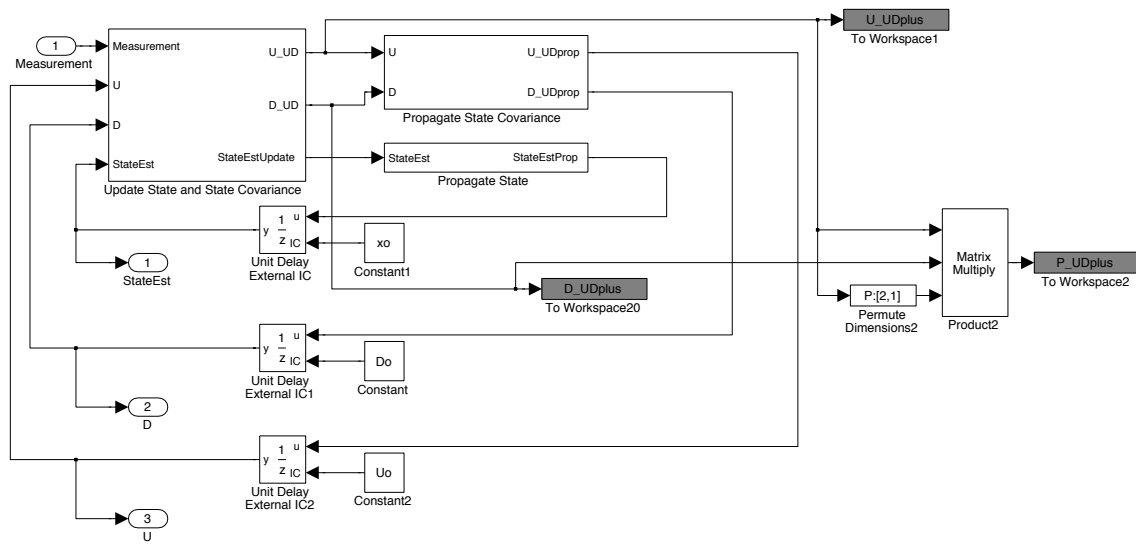 U_UDplus
To Workspace1
1
Measurement
Measurement
U
D
StateEst
U_UD
D_UD
StateEstUpdate
Update State and State Covariance
U
D
U_UDprop
D_UDprop
Propagate State Covariance
StateEst
StateEstProp
Propagate State
y
1
z
u
IC
Unit Delay
External IC
xo
Constant1
1
StateEst
D_UDplus
To Workspace20
Matrix
Multiply
Product2
P_UDplus
To Workspace2
P:[2,1]
Permute
Dimensions2
y
1
z
u
IC
Unit Delay
External IC1
Do
Constant
2
D
y
1
z
u
IC
Unit Delay
External IC2
Uo
Constant2
3
U